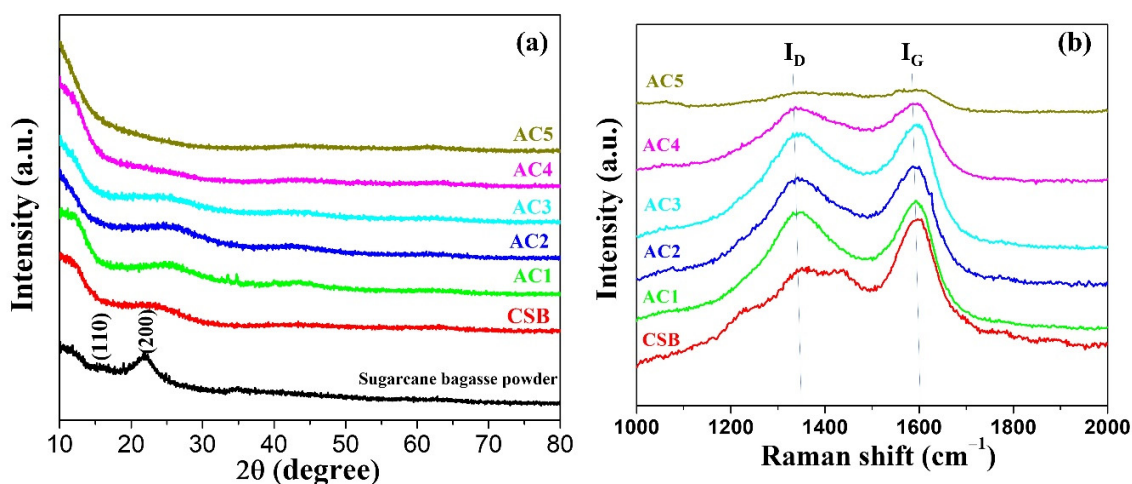 (a)
Intensity (a.u.)
AC5
AC4
AC3
AC2
AC1
CSB
(110)
(200)
Sugarcane bagasse powder
10 20 30 40 50 60 70 80
2θ (degree)
(b)
I_D I_G
Intensity (a.u.)
AC5
AC4
AC3
AC2
AC1
CSB
1000 1200 1400 1600 1800 2000
Raman shift (cm⁻¹)